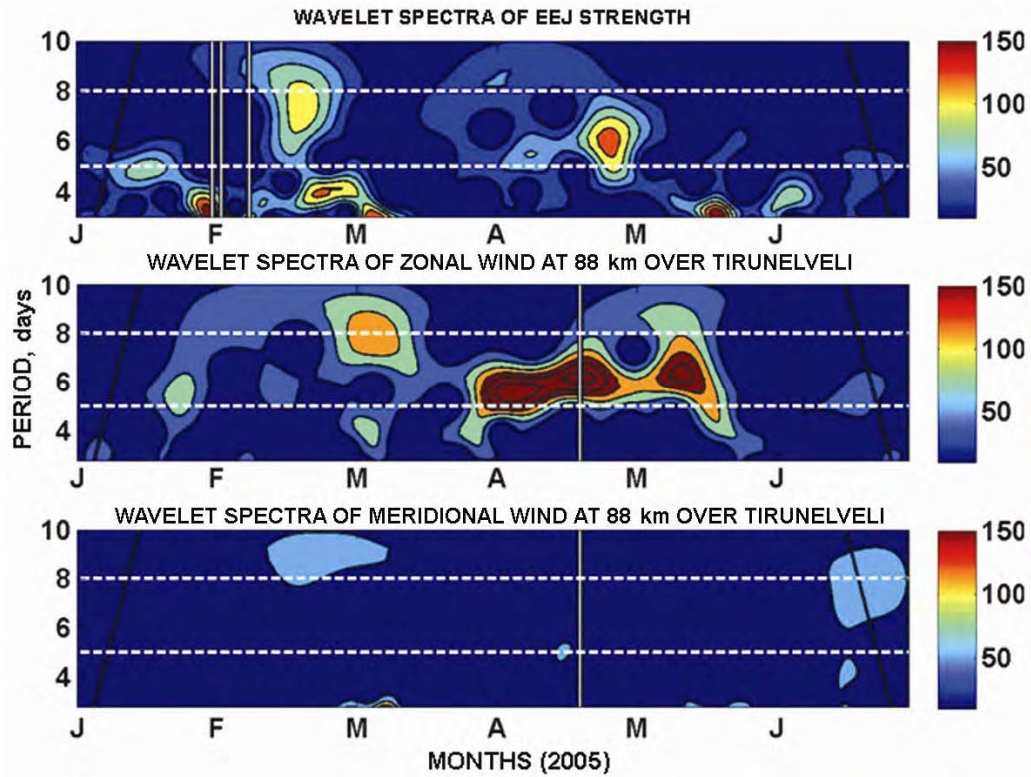 WAVELET SPECTRA OF EEJ STRENGTH
10
8
6
4
J F M A M J
150
100
50
WAVELET SPECTRA OF ZONAL WIND AT 88 km OVER TIRUNELVELI
PERIOD, days
10
8
6
4
J F M A M J
150
100
50
WAVELET SPECTRA OF MERIDIONAL WIND AT 88 km OVER TIRUNELVELI
10
8
6
4
J F M A M J
150
100
50
MONTHS (2005)